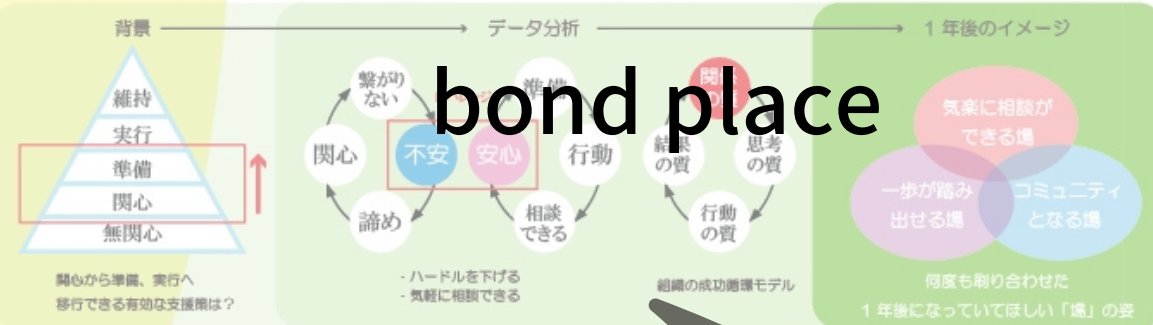 背景
データ分析
1年後のイメージ
維持
実行
準備
関心
無関心
関心から準備、実行へ
移行できる有効な支援策は？
繋がり
ない
関心
不安
諦め
安心
準備
行動
相談
できる
- ハードルを下げる
- 気軽に相談できる
bond place
関係
の質
結果
の質
思考
の質
行動
の質
組織の成功循環モデル
気楽に相談が
できる場
一歩が踏み
出せる場
コミュニティ
となる場
何度も刷り合わせた
1年後になっていてほしい「場」の姿